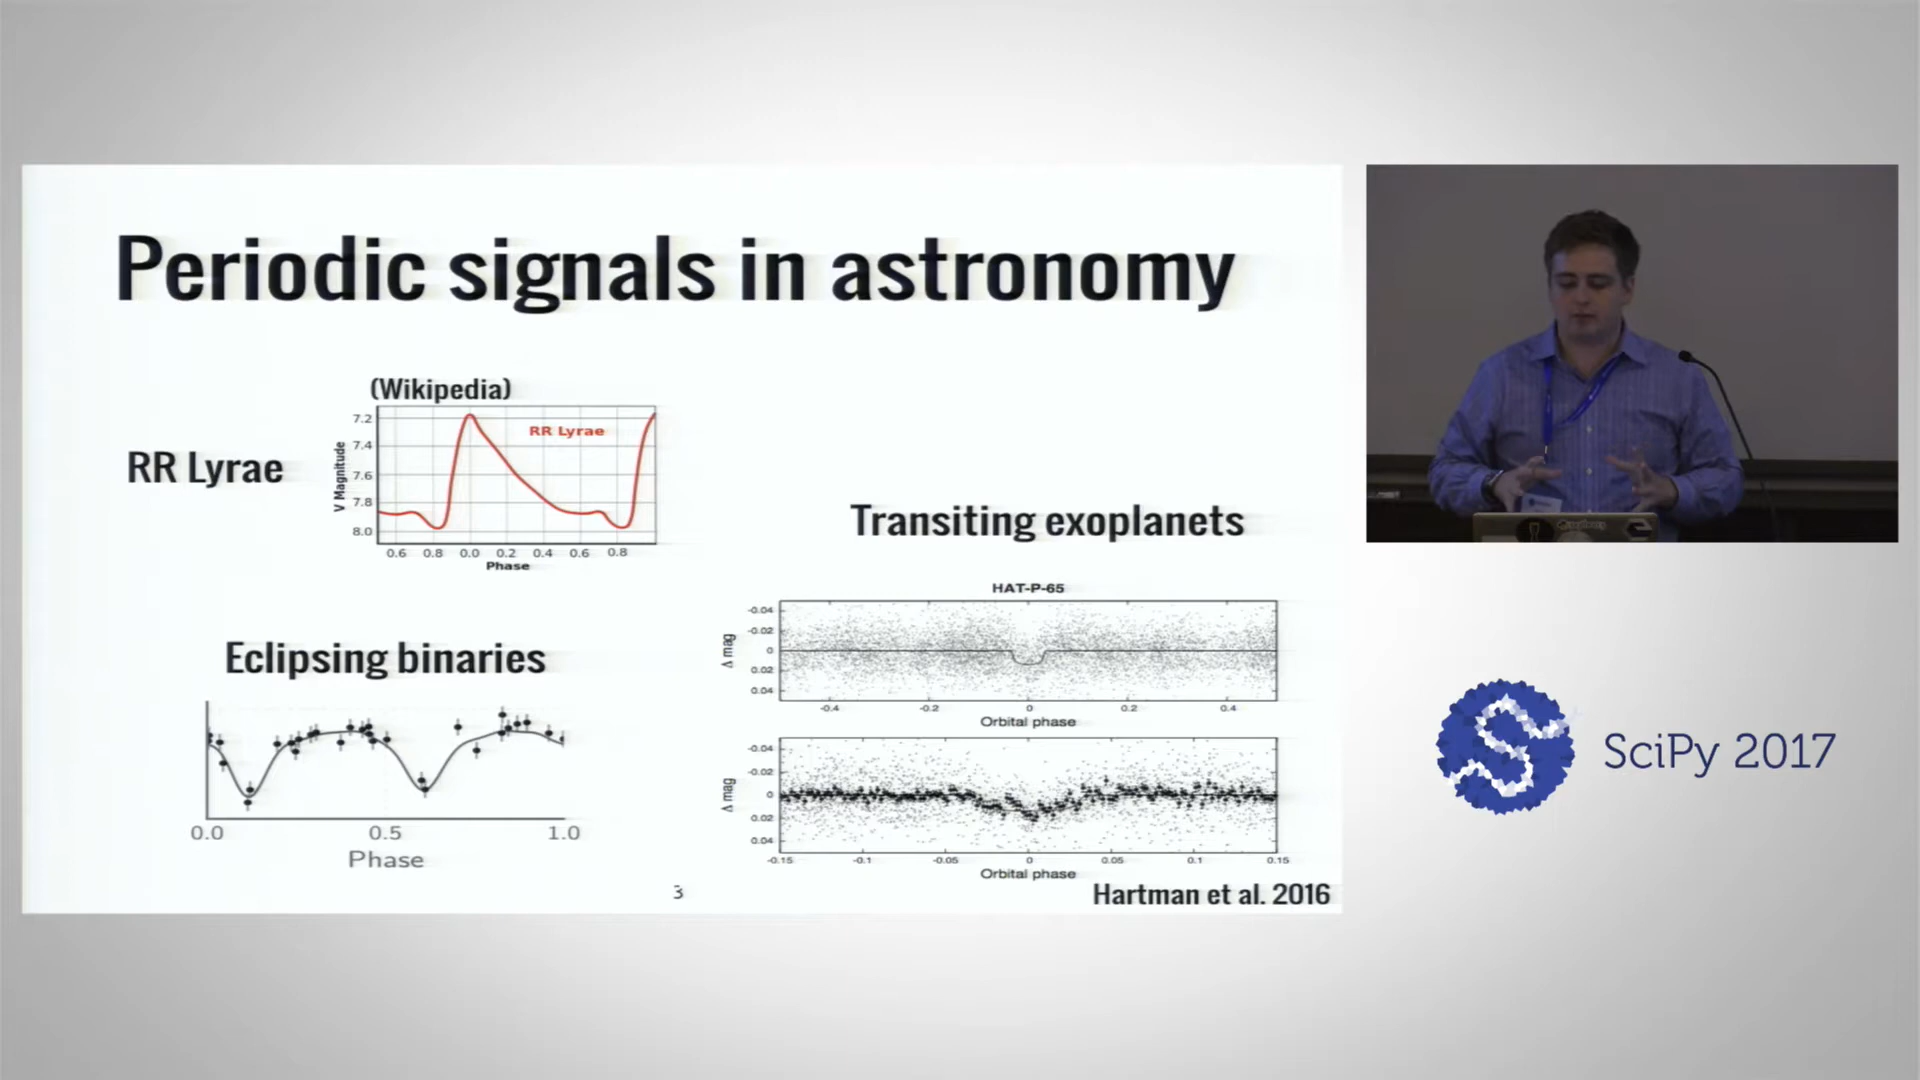 Periodic signals in astronomy
(Wikipedia)
RR Lyrae
7.2
7.4
7.6
7.8
8.0
V Magnitude
RR Lyrae
0.6 0.8 0.0 0.2 0.4 0.6 0.8
Phase
Eclipsing binaries
0.0 0.5 1.0
Phase
Transiting exoplanets
HAT-P-65
-0.04
-0.02
0
0.02
0.04
Δ mag
-0.4 -0.2 0 0.2 0.4
Orbital phase
-0.04
-0.02
0
0.02
0.04
Δ mag
-0.15 -0.1 -0.05 0 0.05 0.1 0.15
Orbital phase
Hartman et al. 2016
3
SciPy 2017